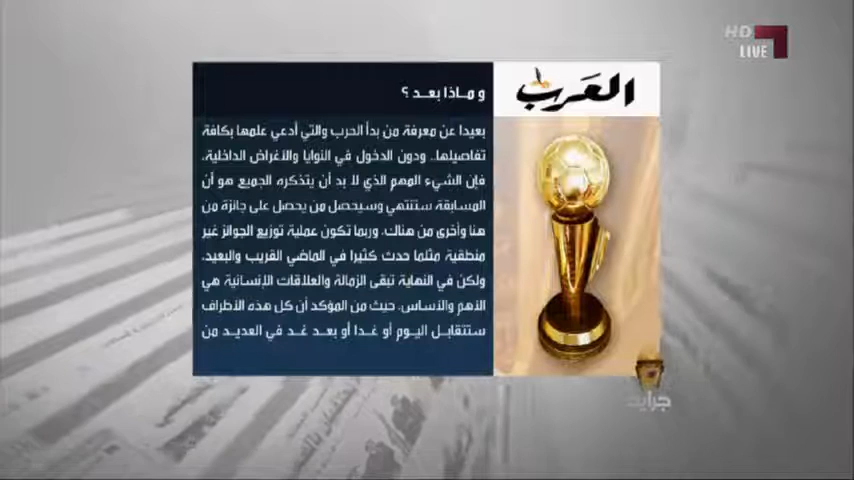 HD
LIVE
العرب
و ماذا بعد ؟
بعيدا عن معرفة من بدأ الحرب والتي أدعي علمها بكافة
تفاصيلها.. ودون الدخول في النوايا والأغراض الداخلية،
فإن الشيء المهم الذي لا بد أن يتذكره الجميع هو أن
المسابقة ستنتهي وسيحصل من يحصل على جائزة من
هنا وأخرى من هناك، وربما تكون عملية توزيع الجوائز غير
منطقية مثلما حدث كثيرا في الماضي القريب والبعيد،
ولكن في النهاية تبقى الزمالة والعلاقات الإنسانية هي
الأهم والأساس، حيث من المؤكد أن كل هذه الأطراف
ستتقابل اليوم أو غدا أو بعد غد في العديد من
جرايد